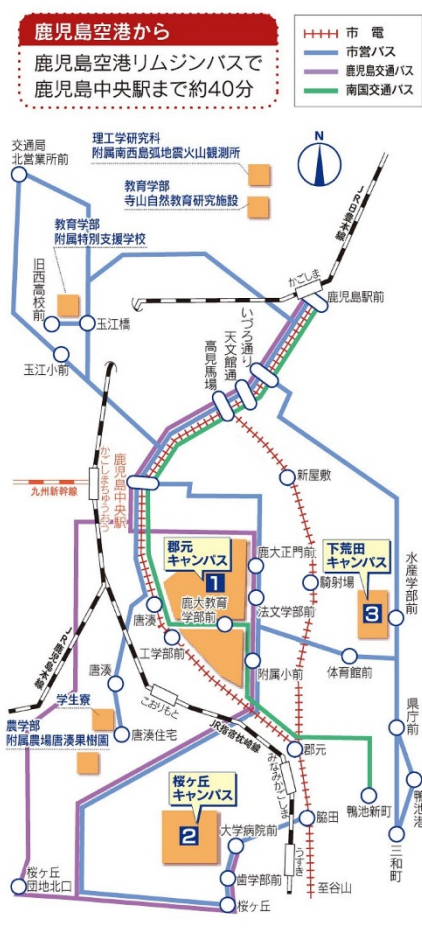 鹿児島空港から
鹿児島空港リムジンバスで
鹿児島中央駅まで約40分
市 電
市営バス
鹿児島交通バス
南国交通バス
理工学研究科
附属南西島弧地震火山観測所
教育学部
寺山自然教育研究施設
N
交通局
北営業所前
教育学部
附属特別支援学校
旧西高校前
玉江橋
玉江小前
JR日豊本線
かごしま
鹿児島駅前
いづろ通り
天文館通
高見馬場
鹿児島中央駅
かごしまちゅうおう
九州新幹線
新屋敷
郡元
キャンパス
1
鹿大正門前
騎射場
下荒田
キャンパス
3
水産学部前
唐湊
鹿大教育
学部前
法文学部前
工学部前
附属小前
体育館前
JR鹿児島本線
唐湊
学生寮
こおりもと
農学部
附属農場唐湊果樹園
唐湊住宅
JR指宿枕崎線
郡元
みなみかごしま
県庁前
鴨池港
鴨池新町
桜ヶ丘
キャンパス
2
大学病院前
脇田
三和町
うすき
歯学部前
桜ヶ丘
団地北口
桜ヶ丘
至谷山